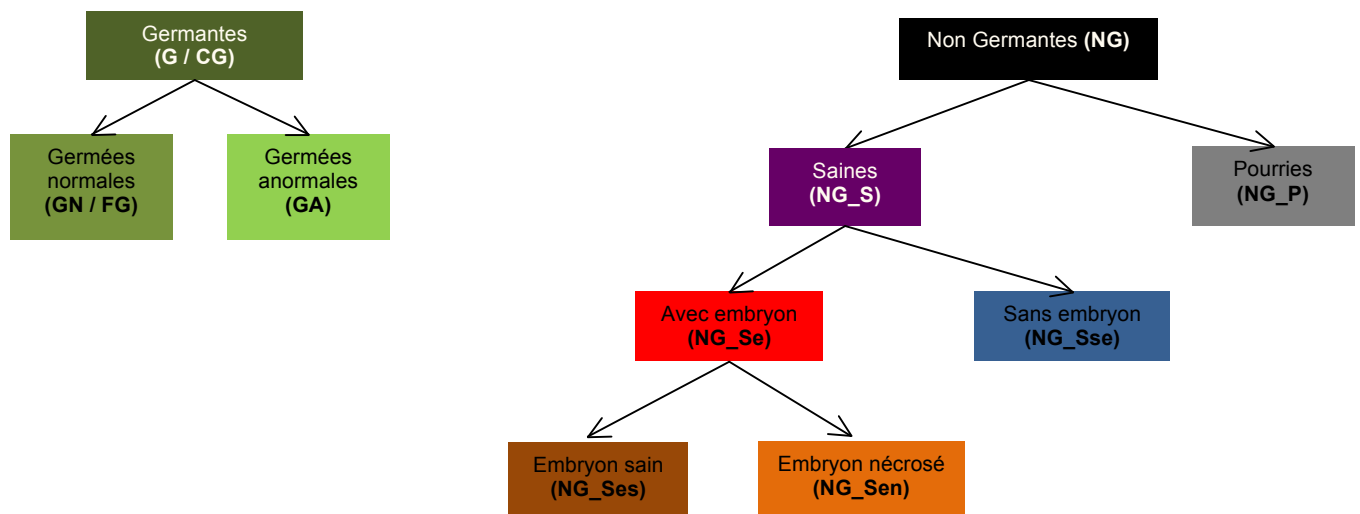 Germantes
(G / CG)
Non Germantes (NG)
Germées
normales
(GN / FG)
Germées
anormales
(GA)
Saines
(NG_S)
Pourries
(NG_P)
Avec embryon
(NG_Se)
Sans embryon
(NG_Sse)
Embryon sain
(NG_Ses)
Embryon nécrosé
(NG_Sen)